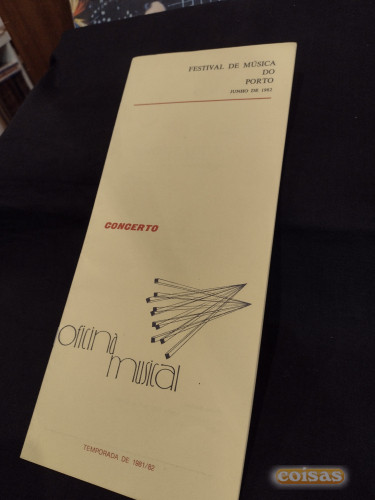 FESTIVAL DE MÚSICA
DO
PORTO
JUNHO DE 1982
CONCERTO
oficina
musical
TEMPORADA DE 1981/82
coisas